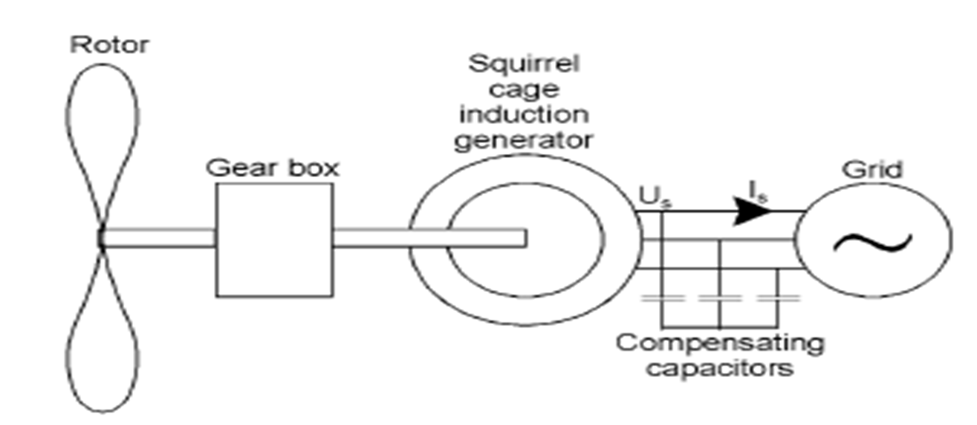 Rotor
Squirrel
cage
induction
generator
Gear box
Grid
Us
Is
Compensating
capacitors